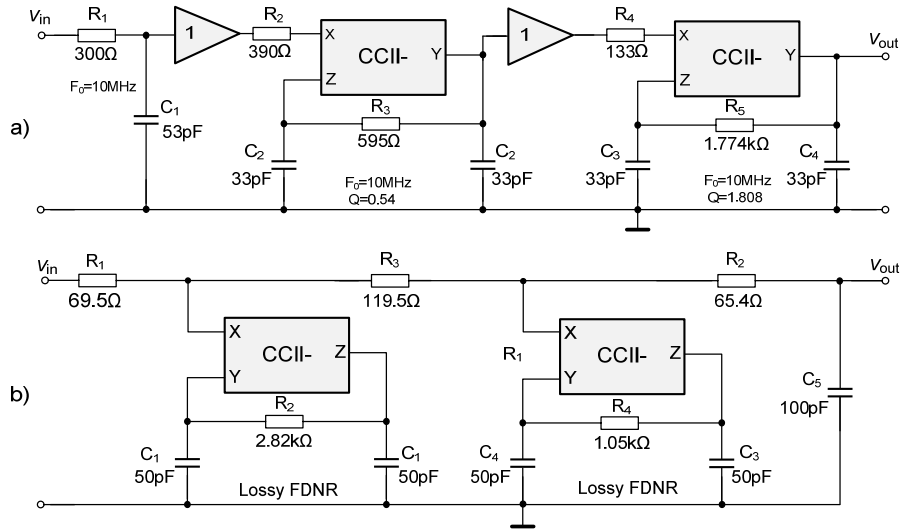 a)
Vin
R1
300Ω
F0=10MHz
C1
53pF
1
R2
390Ω
X
CCII-
Y
Z
R3
595Ω
C2
33pF
C2
33pF
F0=10MHz
Q=0.54
1
R4
133Ω
X
CCII-
Y
Z
R5
1.774kΩ
C3
33pF
C4
33pF
F0=10MHz
Q=1.808
Vout
b)
Vin
R1
69.5Ω
R3
119.5Ω
R2
65.4Ω
Vout
X
CCII-
Z
Y
R2
2.82kΩ
C1
50pF
C1
50pF
Lossy FDNR
R1
X
CCII-
Z
Y
R4
1.05kΩ
C4
50pF
C3
50pF
Lossy FDNR
C5
100pF